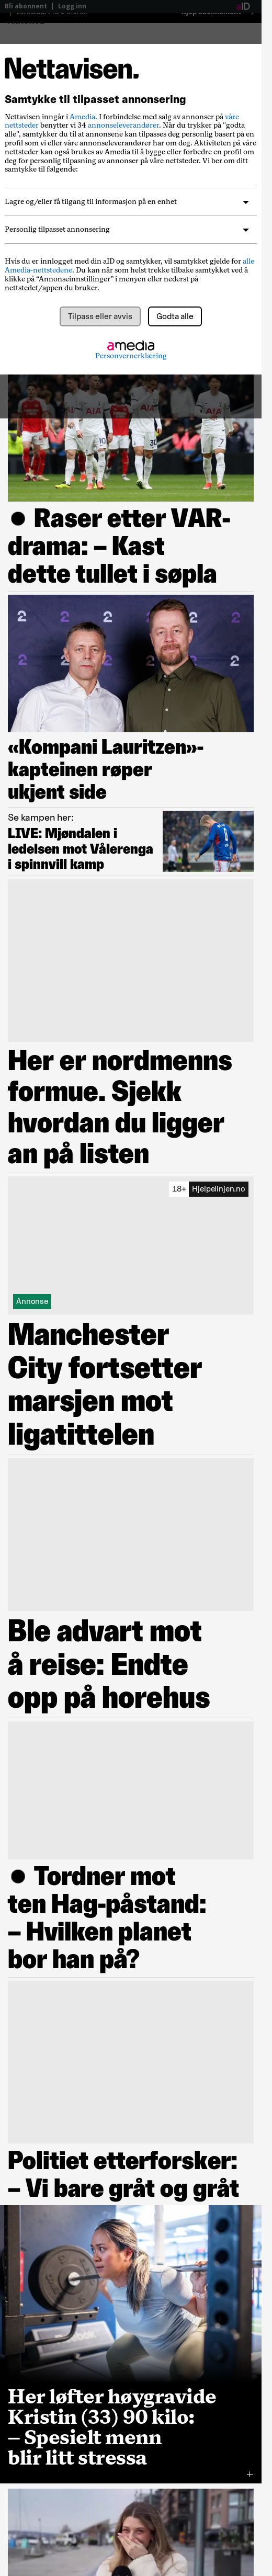 Bli abonnent | Logg inn
aID
Nettavisen.
Samtykke til tilpasset annonsering
Nettavisen inngår i Amedia. I forbindelse med salg av annonser på våre
nettsteder benytter vi 34 annonseleverandører. Når du trykker på "godta
alle", samtykker du til at annonsene kan tilpasses deg personlig basert på en
profil som vi eller våre annonseleverandører har om deg. Aktiviteten på våre
nettsteder kan også brukes av Amedia til å bygge eller forbedre en profil om
deg for personlig tilpasning av annonser på våre nettsteder. Vi ber om ditt
samtykke til følgende:
Lagre og/eller få tilgang til informasjon på en enhet
Personlig tilpasset annonsering
Hvis du er innlogget med din aID og samtykker, vil samtykket gjelde for alle
Amedia-nettstedene. Du kan når som helst trekke tilbake samtykket ved å
klikke på “Annonseinnstillinger” i menyen eller nederst på
nettstedet/appen du bruker.
Tilpass eller avvis
Godta alle
amedia
Personvernerklæring
Raser etter VAR-
drama: – Kast
dette tullet i søpla
«Kompani Lauritzen»-
kapteinen røper
ukjent side
Se kampen her:
LIVE: Mjøndalen i
ledelsen mot Vålerenga
i spinnvill kamp
Her er nordmenns
formue. Sjekk
hvordan du ligger
an på listen
18+ Hjelpelinjen.no
Annonse
Manchester
City fortsetter
marsjen mot
ligatittelen
Ble advart mot
å reise: Endte
opp på horehus
Tordner mot
ten Hag-påstand:
– Hvilken planet
bor han på?
Politiet etterforsker:
– Vi bare gråt og gråt
Her løfter høygravide
Kristin (33) 90 kilo:
– Spesielt menn
blir litt stressa